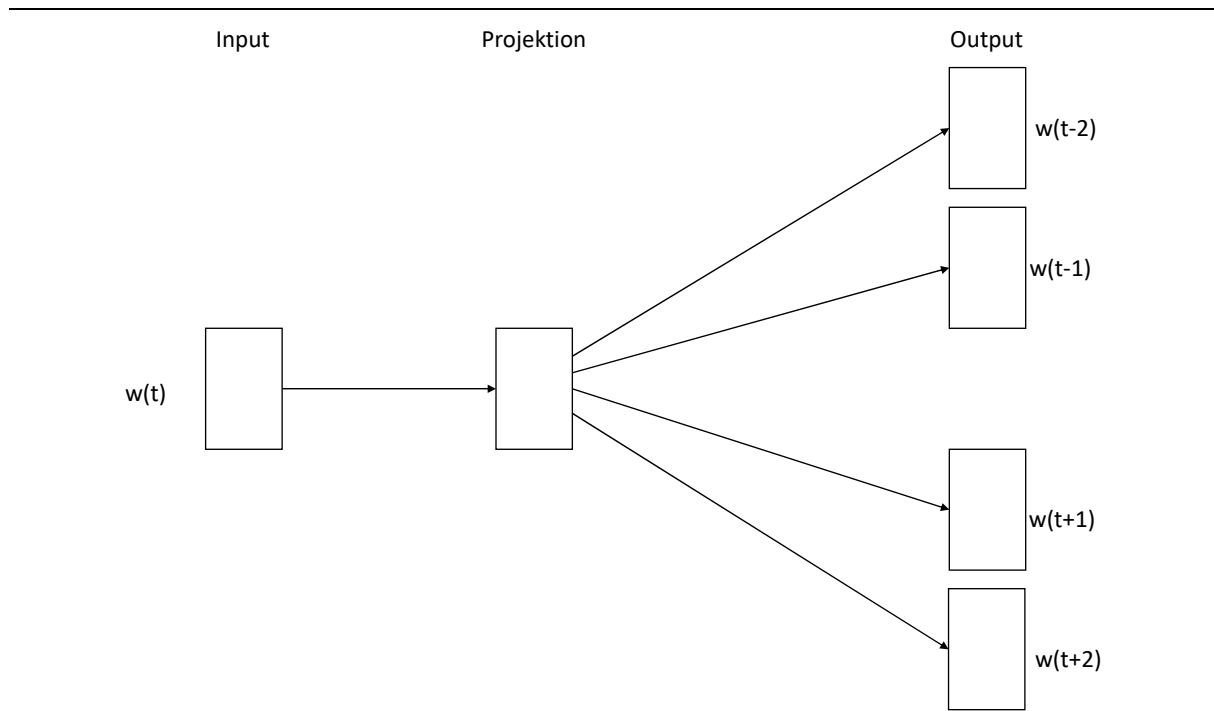 Input Projektion Output
w(t-2)
w(t-1)
w(t)
w(t+1)
w(t+2)